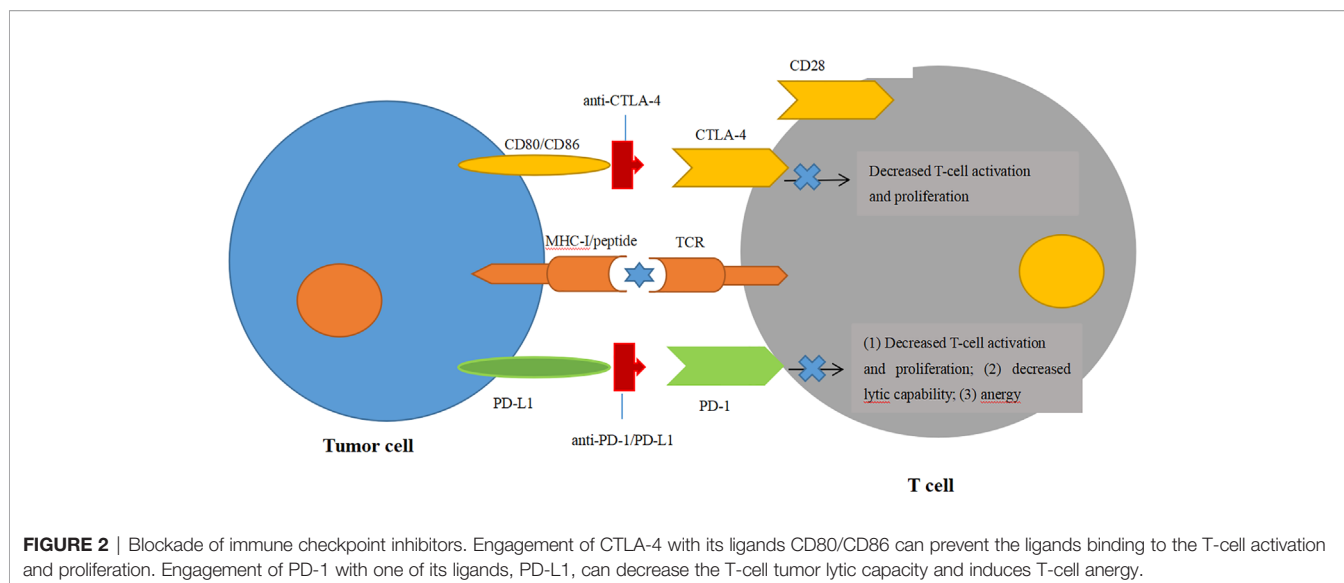 CD28
anti-CTLA-4
CD80/CD86
CTLA-4
Decreased T-cell activation
and proliferation
MHC-I/peptide
TCR
(1) Decreased T-cell activation
and proliferation; (2) decreased
lytic capability; (3) anergy
PD-L1
PD-1
anti-PD-1/PD-L1
Tumor cell
T cell
FIGURE 2 | Blockade of immune checkpoint inhibitors. Engagement of CTLA-4 with its ligands CD80/CD86 can prevent the ligands binding to the T-cell activation
and proliferation. Engagement of PD-1 with one of its ligands, PD-L1, can decrease the T-cell tumor lytic capacity and induces T-cell anergy.